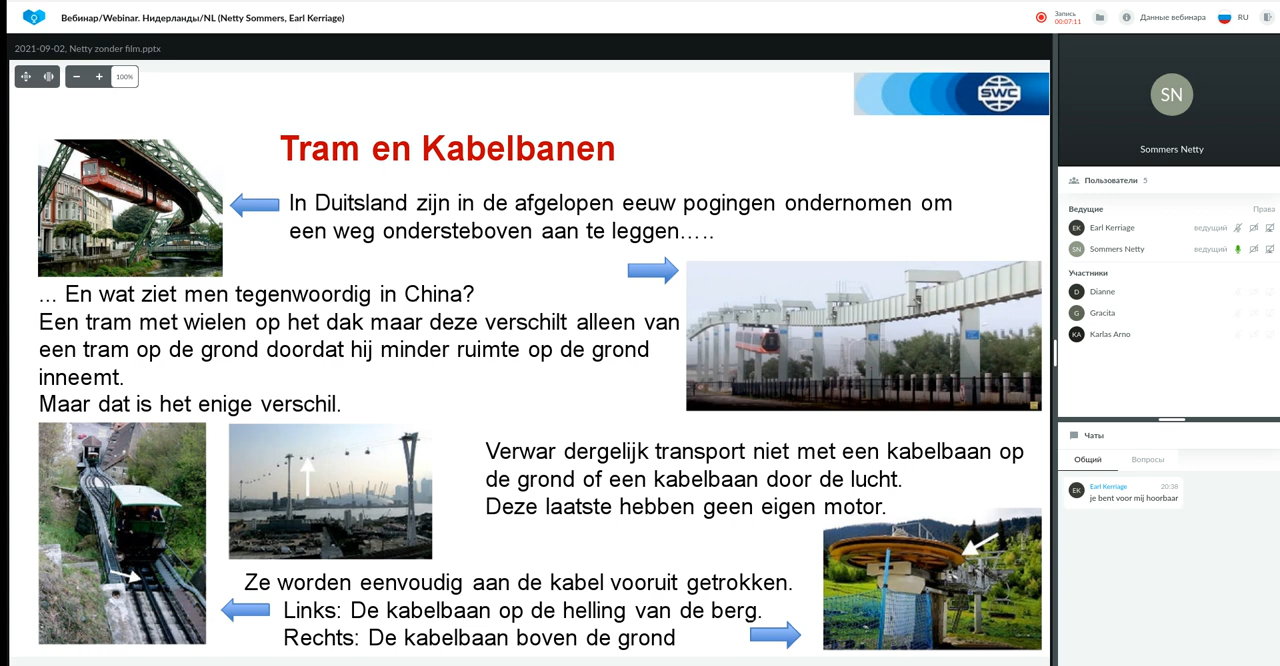 Вебинар/Webinar. Нидерланды/NL (Netty Sommers, Earl Kerriage)
Запись
00:07:11
Данные вебинара
RU
2021-09-02, Netty zonder film.pptx
100%
SWC
SN
Sommers Netty
Tram en Kabelbanen
In Duitsland zijn in de afgelopen eeuw pogingen ondernomen om
een weg ondersteboven aan te leggen.....
... En wat ziet men tegenwoordig in China?
Een tram met wielen op het dak maar deze verschilt alleen van
een tram op de grond doordat hij minder ruimte op de grond
inneemt.
Maar dat is het enige verschil.
Verwar dergelijk transport niet met een kabelbaan op
de grond of een kabelbaan door de lucht.
Deze laatste hebben geen eigen motor.
Ze worden eenvoudig aan de kabel vooruit getrokken.
Links: De kabelbaan op de helling van de berg.
Rechts: De kabelbaan boven de grond
Пользователи 5
Ведущие Права
EK Earl Kerriage ведущий
SN Sommers Netty ведущий
Участники
D Dianne
G Gracita
KA Karlas Arno
Чаты
Общий Вопросы
EK Earl Kerriage 20:38
je bent voor mij hoorbaar